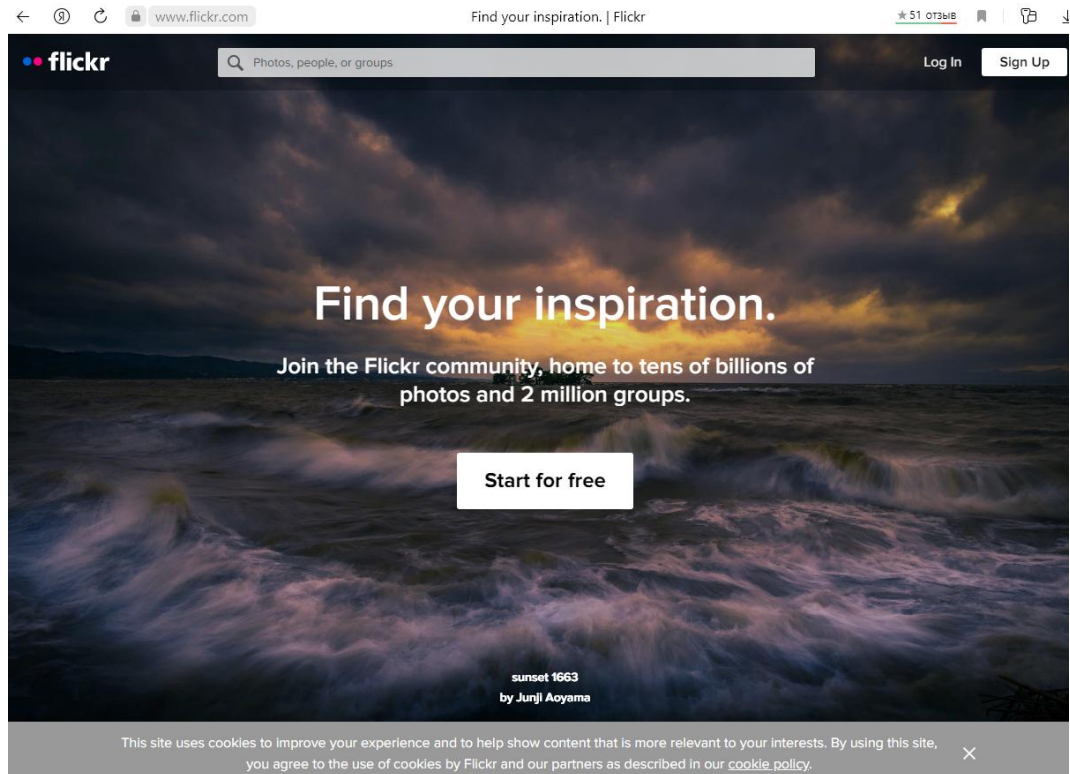 www.flickr.com
Find your inspiration. | Flickr
★ 51 отзыв
flickr
Photos, people, or groups
Log In
Sign Up
Find your inspiration.
Join the Flickr community, home to tens of billions of
photos and 2 million groups.
Start for free
sunset 1663
by Junji Aoyama
This site uses cookies to improve your experience and to help show content that is more relevant to your interests. By using this site,
you agree to the use of cookies by Flickr and our partners as described in our cookie policy.